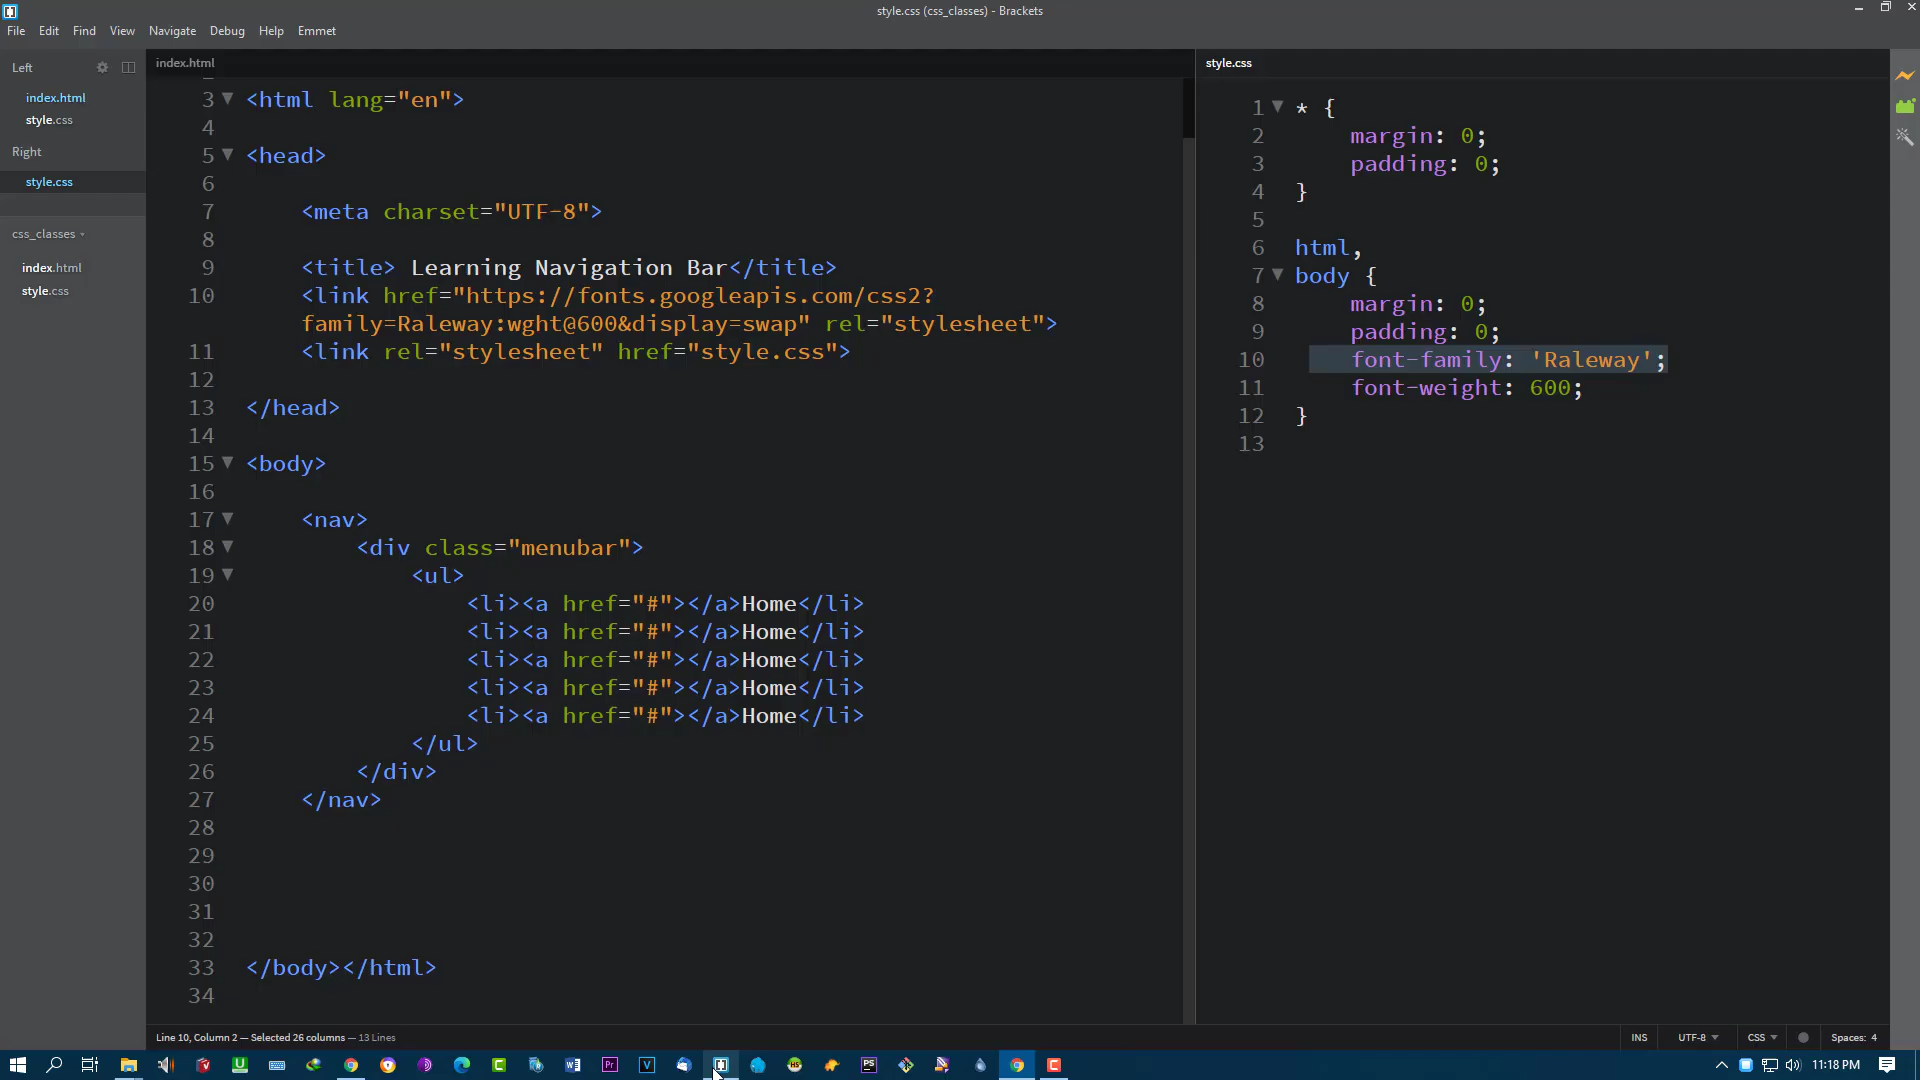 style.css (css_classes) - Brackets
File Edit Find View Navigate Debug Help Emmet
Left
index.html
style.css
Right
style.css
css_classes
index.html
style.css
index.html
3 <html lang="en">
4
5 <head>
6
7 <meta charset="UTF-8">
8
9 <title> Learning Navigation Bar</title>
10 <link href="https://fonts.googleapis.com/css2?
family=Raleway:wght@600&display=swap" rel="stylesheet">
11 <link rel="stylesheet" href="style.css">
12
13 </head>
14
15 <body>
16
17 <nav>
18 <div class="menubar">
19 <ul>
20 <li><a href="#"></a>Home</li>
21 <li><a href="#"></a>Home</li>
22 <li><a href="#"></a>Home</li>
23 <li><a href="#"></a>Home</li>
24 <li><a href="#"></a>Home</li>
25 </ul>
26 </div>
27 </nav>
28
29
30
31
32
33 </body></html>
34
style.css
1 * {
2 margin: 0;
3 padding: 0;
4 }
5
6 html,
7 body {
8 margin: 0;
9 padding: 0;
10 font-family: 'Raleway';
11 font-weight: 600;
12 }
13
Line 10, Column 2 — Selected 26 columns — 13 Lines
INS UTF-8 CSS Spaces: 4
11:18 PM